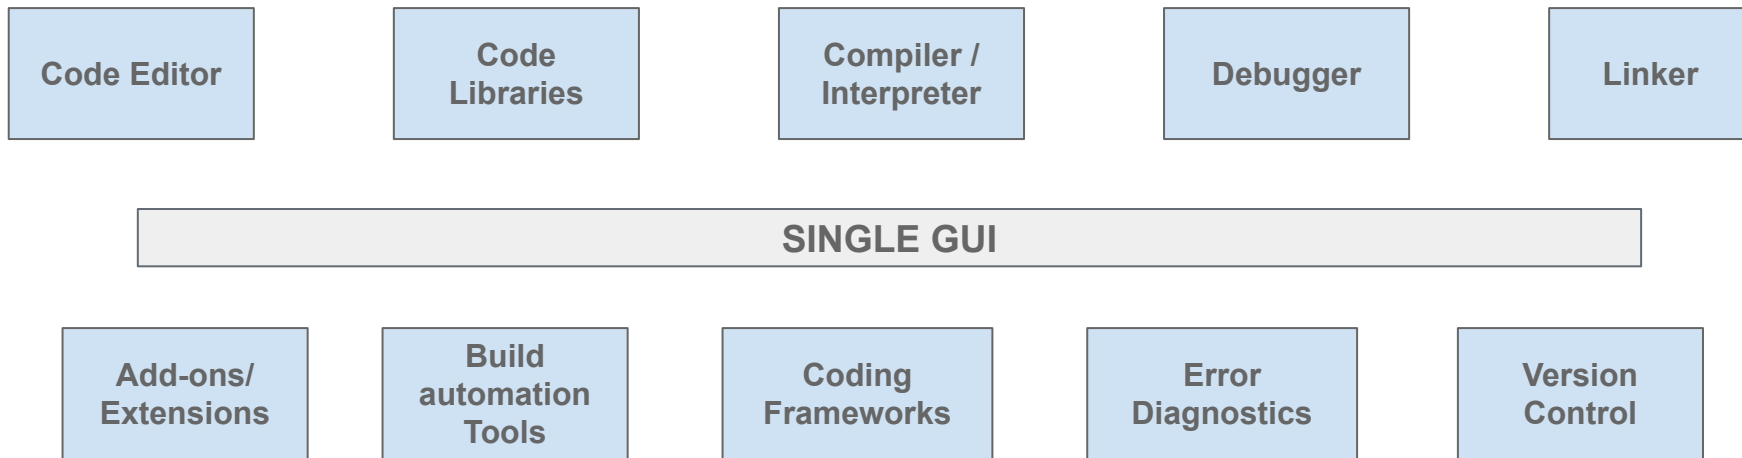 Code Editor
Code
Libraries
Compiler /
Interpreter
Debugger
Linker
SINGLE GUI
Add-ons/
Extensions
Build
automation
Tools
Coding
Frameworks
Error
Diagnostics
Version
Control